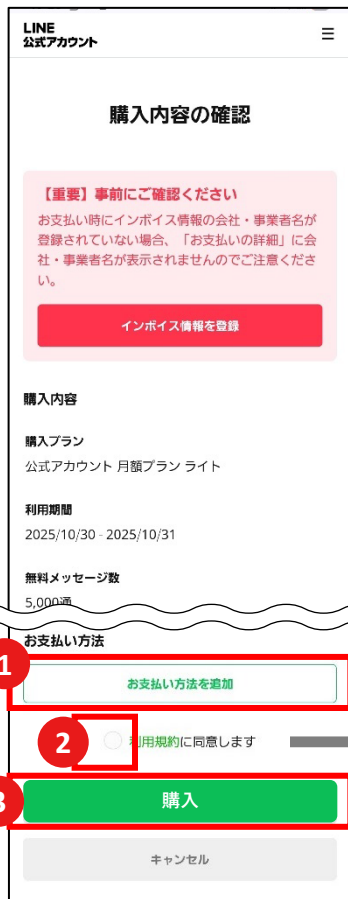 LINE
公式アカウント
購入内容の確認
【重要】事前にご確認ください
お支払い時にインボイス情報の会社・事業者名が
登録されていない場合、「お支払いの詳細」に会
社・事業者名が表示されませんのでご注意くださ
い。
インボイス情報を登録
購入内容
購入プラン
公式アカウント 月額プラン ライト
利用期間
2025/10/30 - 2025/10/31
無料メッセージ数
5,000通
お支払い方法
1
お支払い方法を追加
2
利用規約に同意します
3
購入
キャンセル